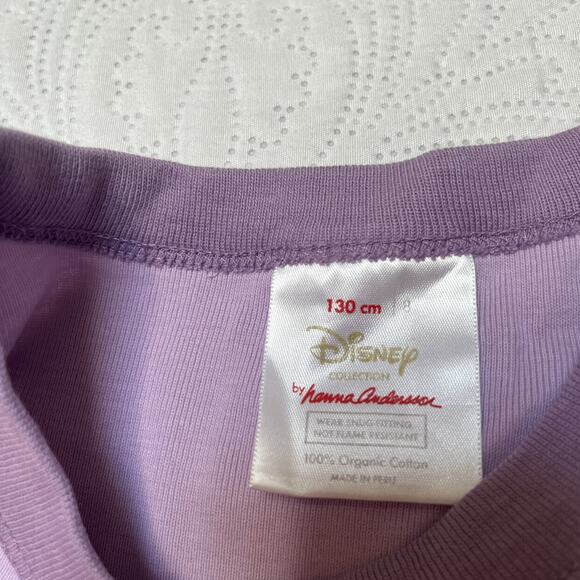 130 cm | 8
Disney
COLLECTION
by hanna Andersson
WEAR SNUG-FITTING
NOT FLAME RESISTANT
100% Organic Cotton
MADE IN PERU